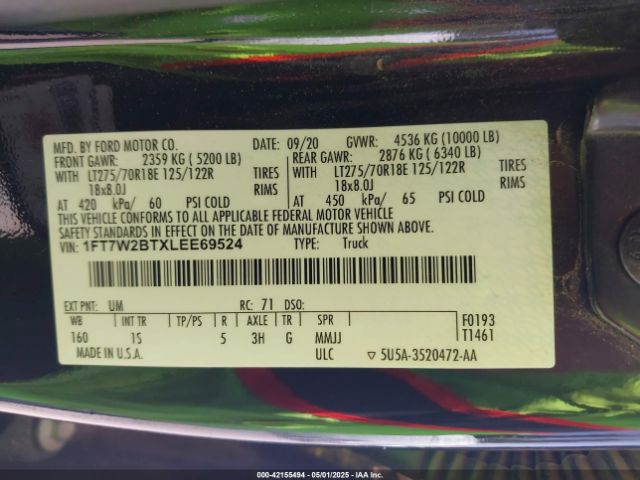 MFD. BY FORD MOTOR CO. DATE: 09/20 GVWR: 4536 KG (10000 LB)
FRONT GAWR: 2359 KG ( 5200 LB) REAR GAWR: 2876 KG ( 6340 LB)
WITH LT275/70R18E 125/122R TIRES WITH LT275/70R18E 125/122R TIRES
18x8.0J RIMS 18x8.0J RIMS
AT 420 kPa/ 60 PSI COLD AT 450 kPa/ 65 PSI COLD
THIS VEHICLE CONFORMS TO ALL APPLICABLE FEDERAL MOTOR VEHICLE
SAFETY STANDARDS IN EFFECT ON THE DATE OF MANUFACTURE SHOWN ABOVE.
VIN: 1FT7W2BTXLEE69524 TYPE: Truck
EXT PNT: UM RC: 71 DSO:
WB INT TR TP/PS R AXLE TR SPR F0193
160 1S 5 3H G MMJJ T1461
MADE IN U.S.A. ULC ▽ 5U5A-3520472-AA
000-42155494 - 05/01/2025 - IAA.com